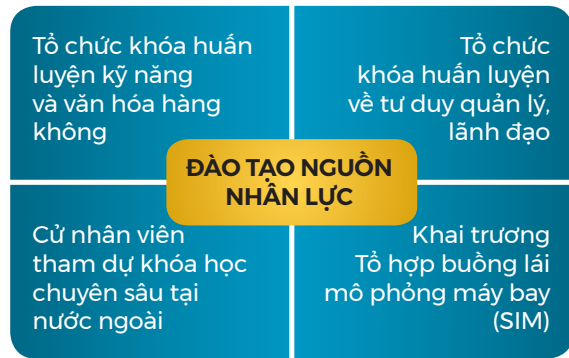 Tổ chức khóa huấn
luyện kỹ năng
và văn hóa hàng
không
Tổ chức
khóa huấn luyện
về tư duy quản lý,
lãnh đạo
ĐÀO TẠO NGUỒN
NHÂN LỰC
Cử nhân viên
tham dự khóa học
chuyên sâu tại
nước ngoài
Khai trương
Tổ hợp buồng lái
mô phỏng máy bay
(SIM)